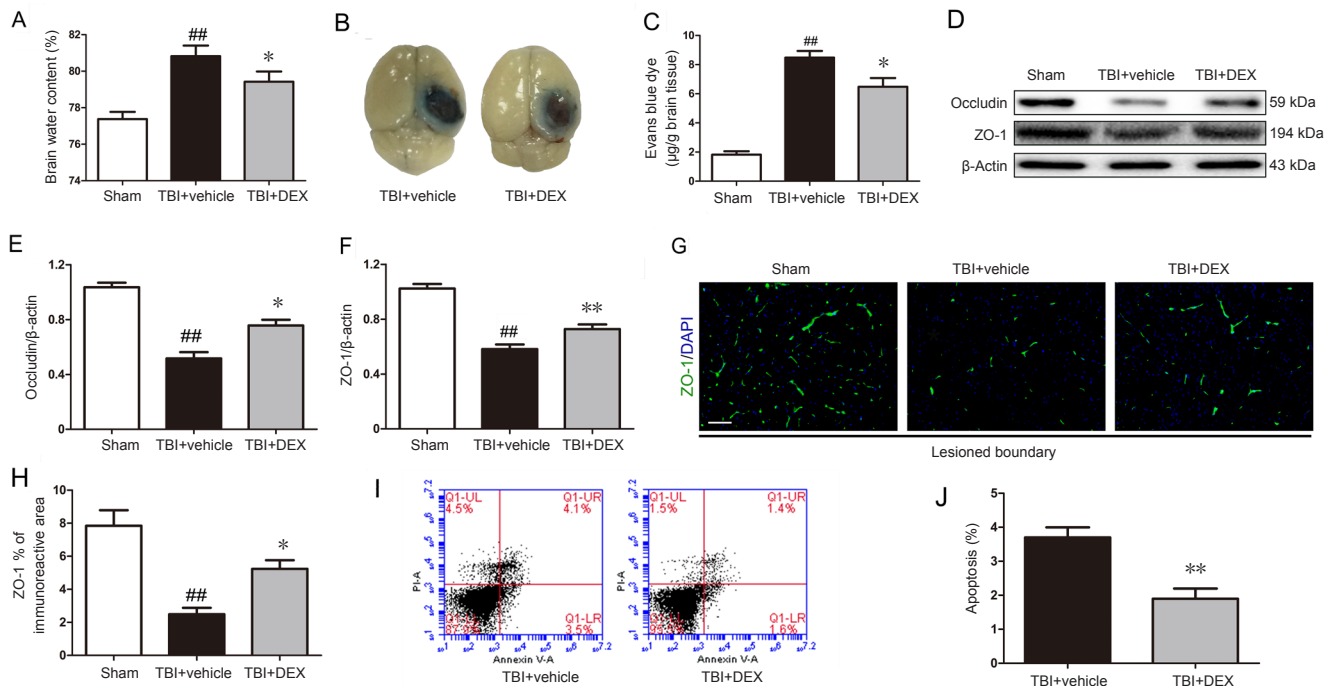 A
Brain water content (%)
82
80
78
76
74
##
*
Sham
TBI+vehicle
TBI+DEX
B
TBI+vehicle
TBI+DEX
C
Evans blue dye
(µg/g brain tissue)
10
8
6
4
2
0
##
*
Sham
TBI+vehicle
TBI+DEX
D
Sham
TBI+vehicle
TBI+DEX
Occludin
59 kDa
ZO-1
194 kDa
β-Actin
43 kDa
E
Occludin/β-actin
1.2
0.8
0.4
0
##
*
Sham
TBI+vehicle
TBI+DEX
F
ZO-1/β-actin
1.2
0.8
0.4
0
##
**
Sham
TBI+vehicle
TBI+DEX
G
Sham
TBI+vehicle
TBI+DEX
ZO-1/DAPI
Lesioned boundary
H
ZO-1 % of
immunoreactive area
8
6
4
2
0
##
*
Sham
TBI+vehicle
TBI+DEX
I
Q1-UL
4.5%
Q1-UR
4.1%
Q1-LR
3.5%
PI-A
Annexin V-A
TBI+vehicle
Q1-UL
1.5%
Q1-UR
1.4%
Q1-LR
1.6%
PI-A
Annexin V-A
TBI+DEX
J
Apoptosis (%)
5
4
3
2
1
0
**
TBI+vehicle
TBI+DEX